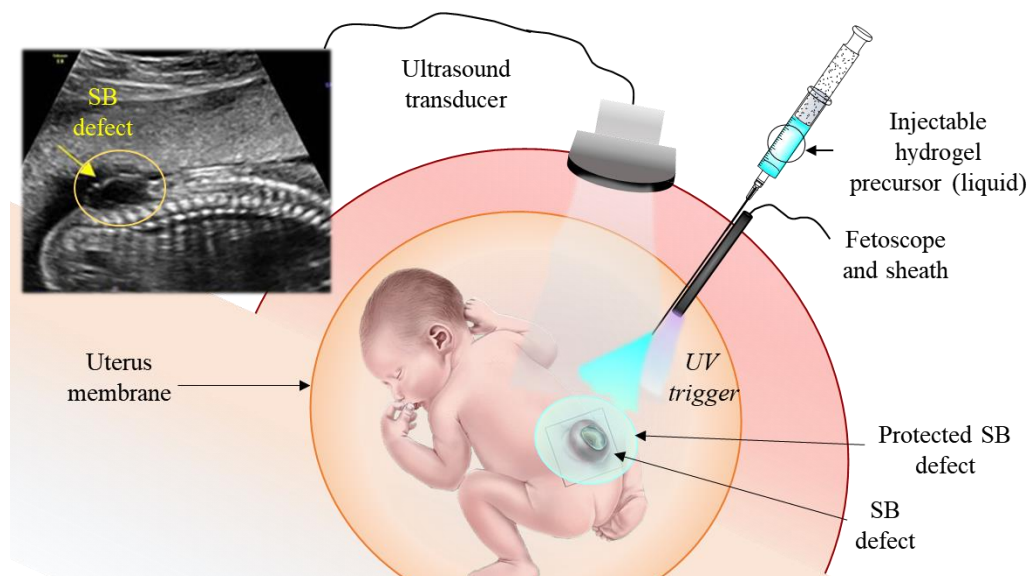 SB
defect
Ultrasound
transducer
Injectable
hydrogel
precursor (liquid)
Fetoscope
and sheath
Uterus
membrane
UV
trigger
Protected SB
defect
SB
defect